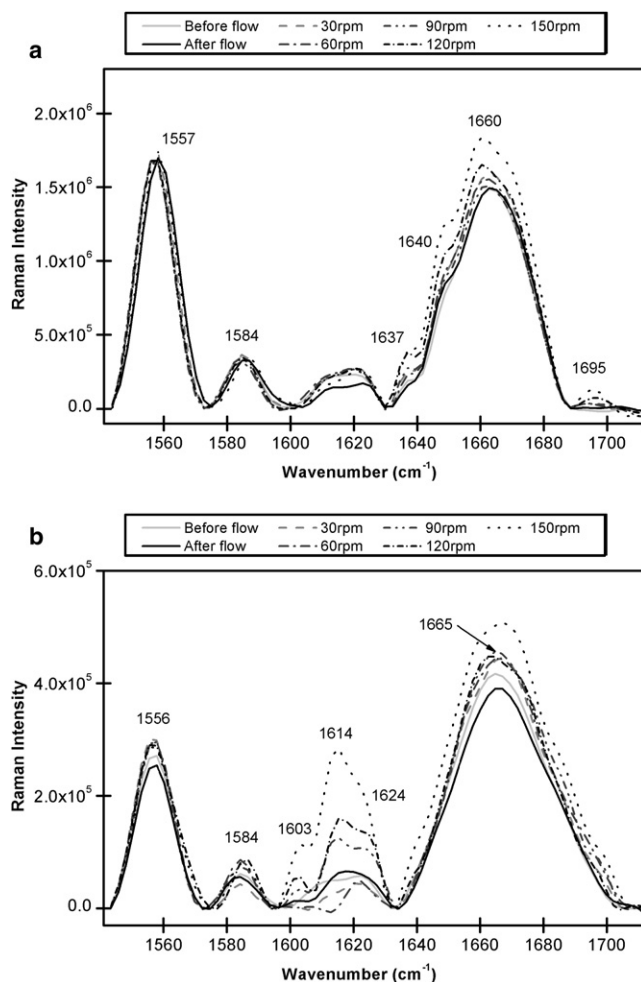 Before flow 30rpm 90rpm 150rpm
After flow 60rpm 120rpm
a
1557
1660
1640
1584
1637
1695
Raman Intensity
2.0x10⁶
1.5x10⁶
1.0x10⁶
5.0x10⁵
0.0
1560 1580 1600 1620 1640 1660 1680 1700
Wavenumber (cm⁻¹)
Before flow 30rpm 90rpm 150rpm
After flow 60rpm 120rpm
b
6.0x10⁵
4.0x10⁵
2.0x10⁵
0.0
Raman Intensity
1665
1556
1614
1584
1603
1624
1560 1580 1600 1620 1640 1660 1680 1700
Wavenumber (cm⁻¹)